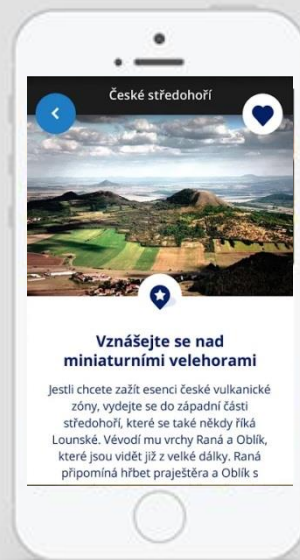 České středohoří
Vznášejte se nad
miniaturními velehorami
Jestli chcete zažít esenci české vulkanické
zóny, vydejte se do západní části
středohoří, které se také někdy říká
Lounské. Vévodí mu vrchy Raná a Oblík,
které jsou vidět již z velké dálky. Raná
připomíná hřbet praještěra a Oblík s